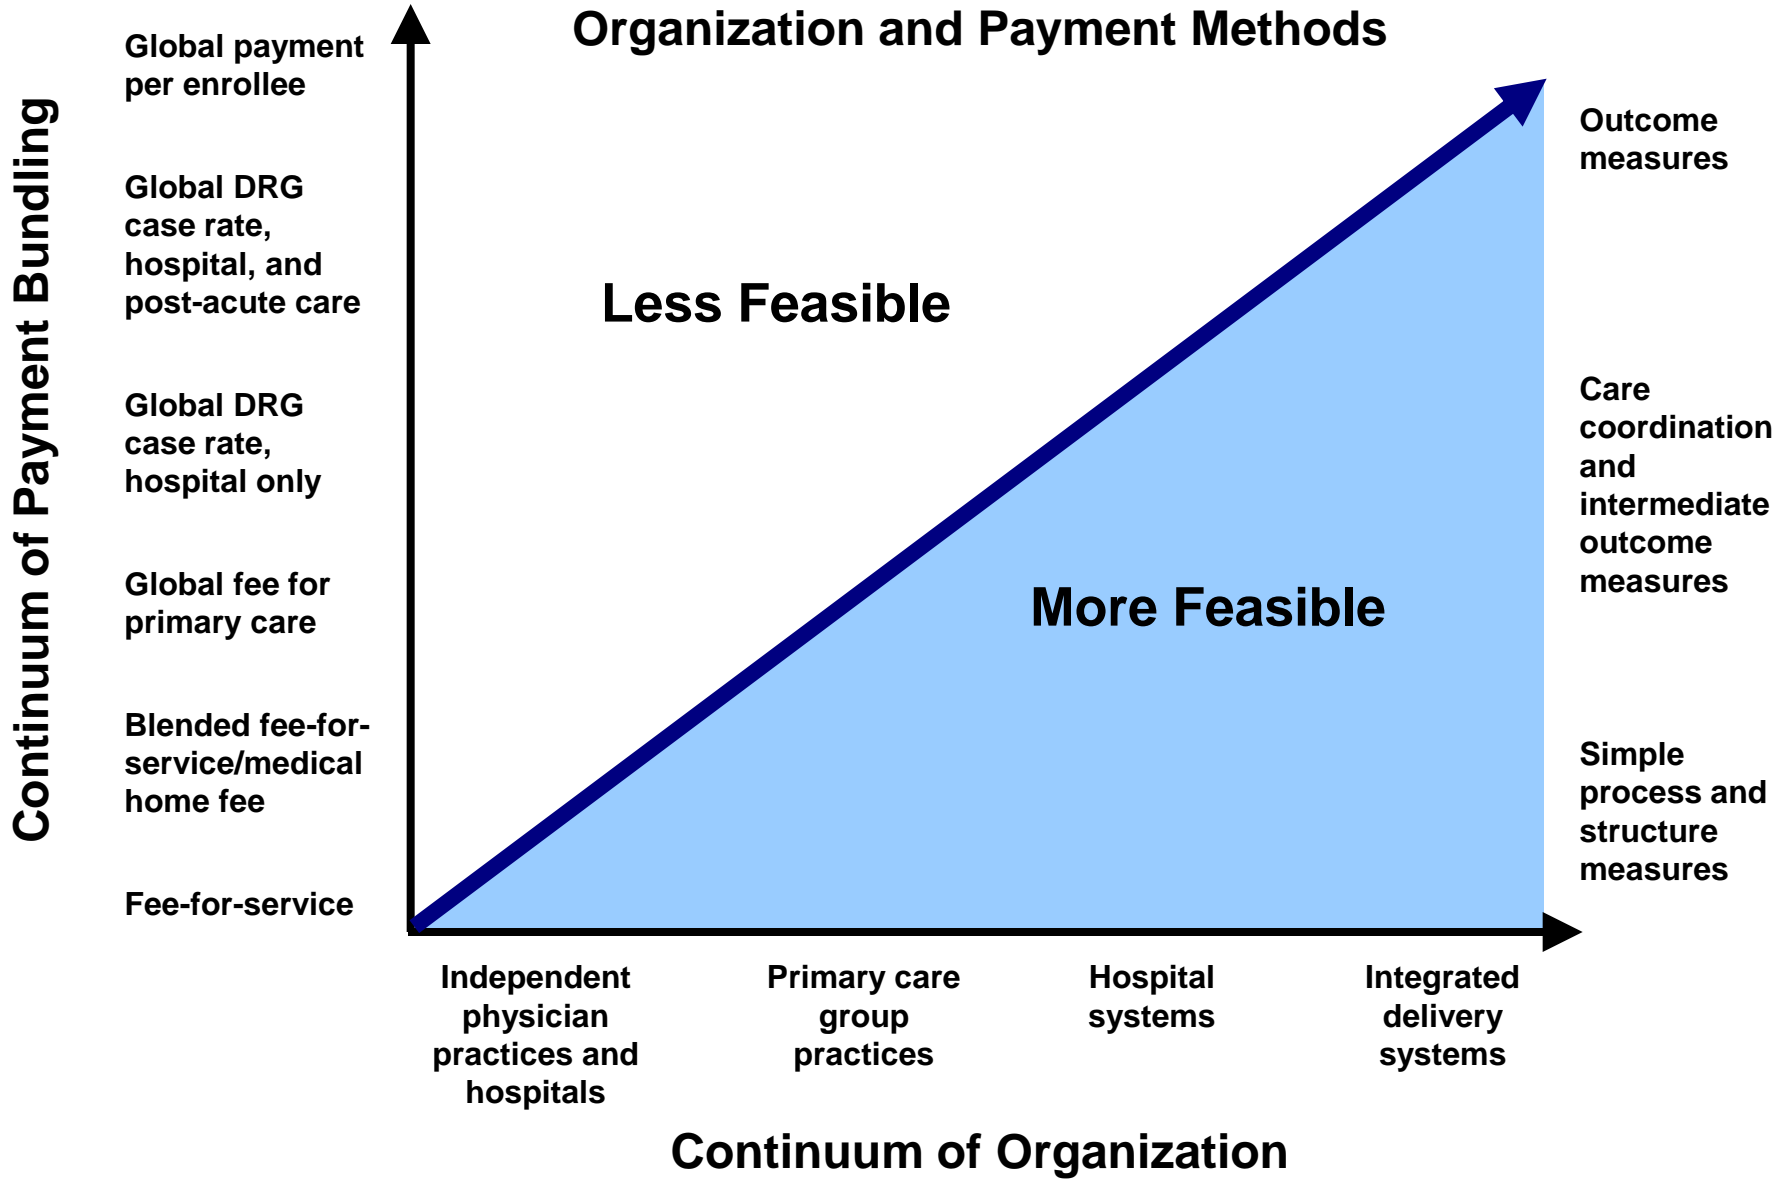 Organization and Payment Methods
Continuum of Payment Bundling
Global payment
per enrollee
Global DRG
case rate,
hospital, and
post-acute care
Global DRG
case rate,
hospital only
Global fee for
primary care
Blended fee-for-
service/medical
home fee
Fee-for-service
Less Feasible
More Feasible
Outcome
measures
Care
coordination
and
intermediate
outcome
measures
Simple
process and
structure
measures
Independent
physician
practices and
hospitals
Primary care
group
practices
Hospital
systems
Integrated
delivery
systems
Continuum of Organization